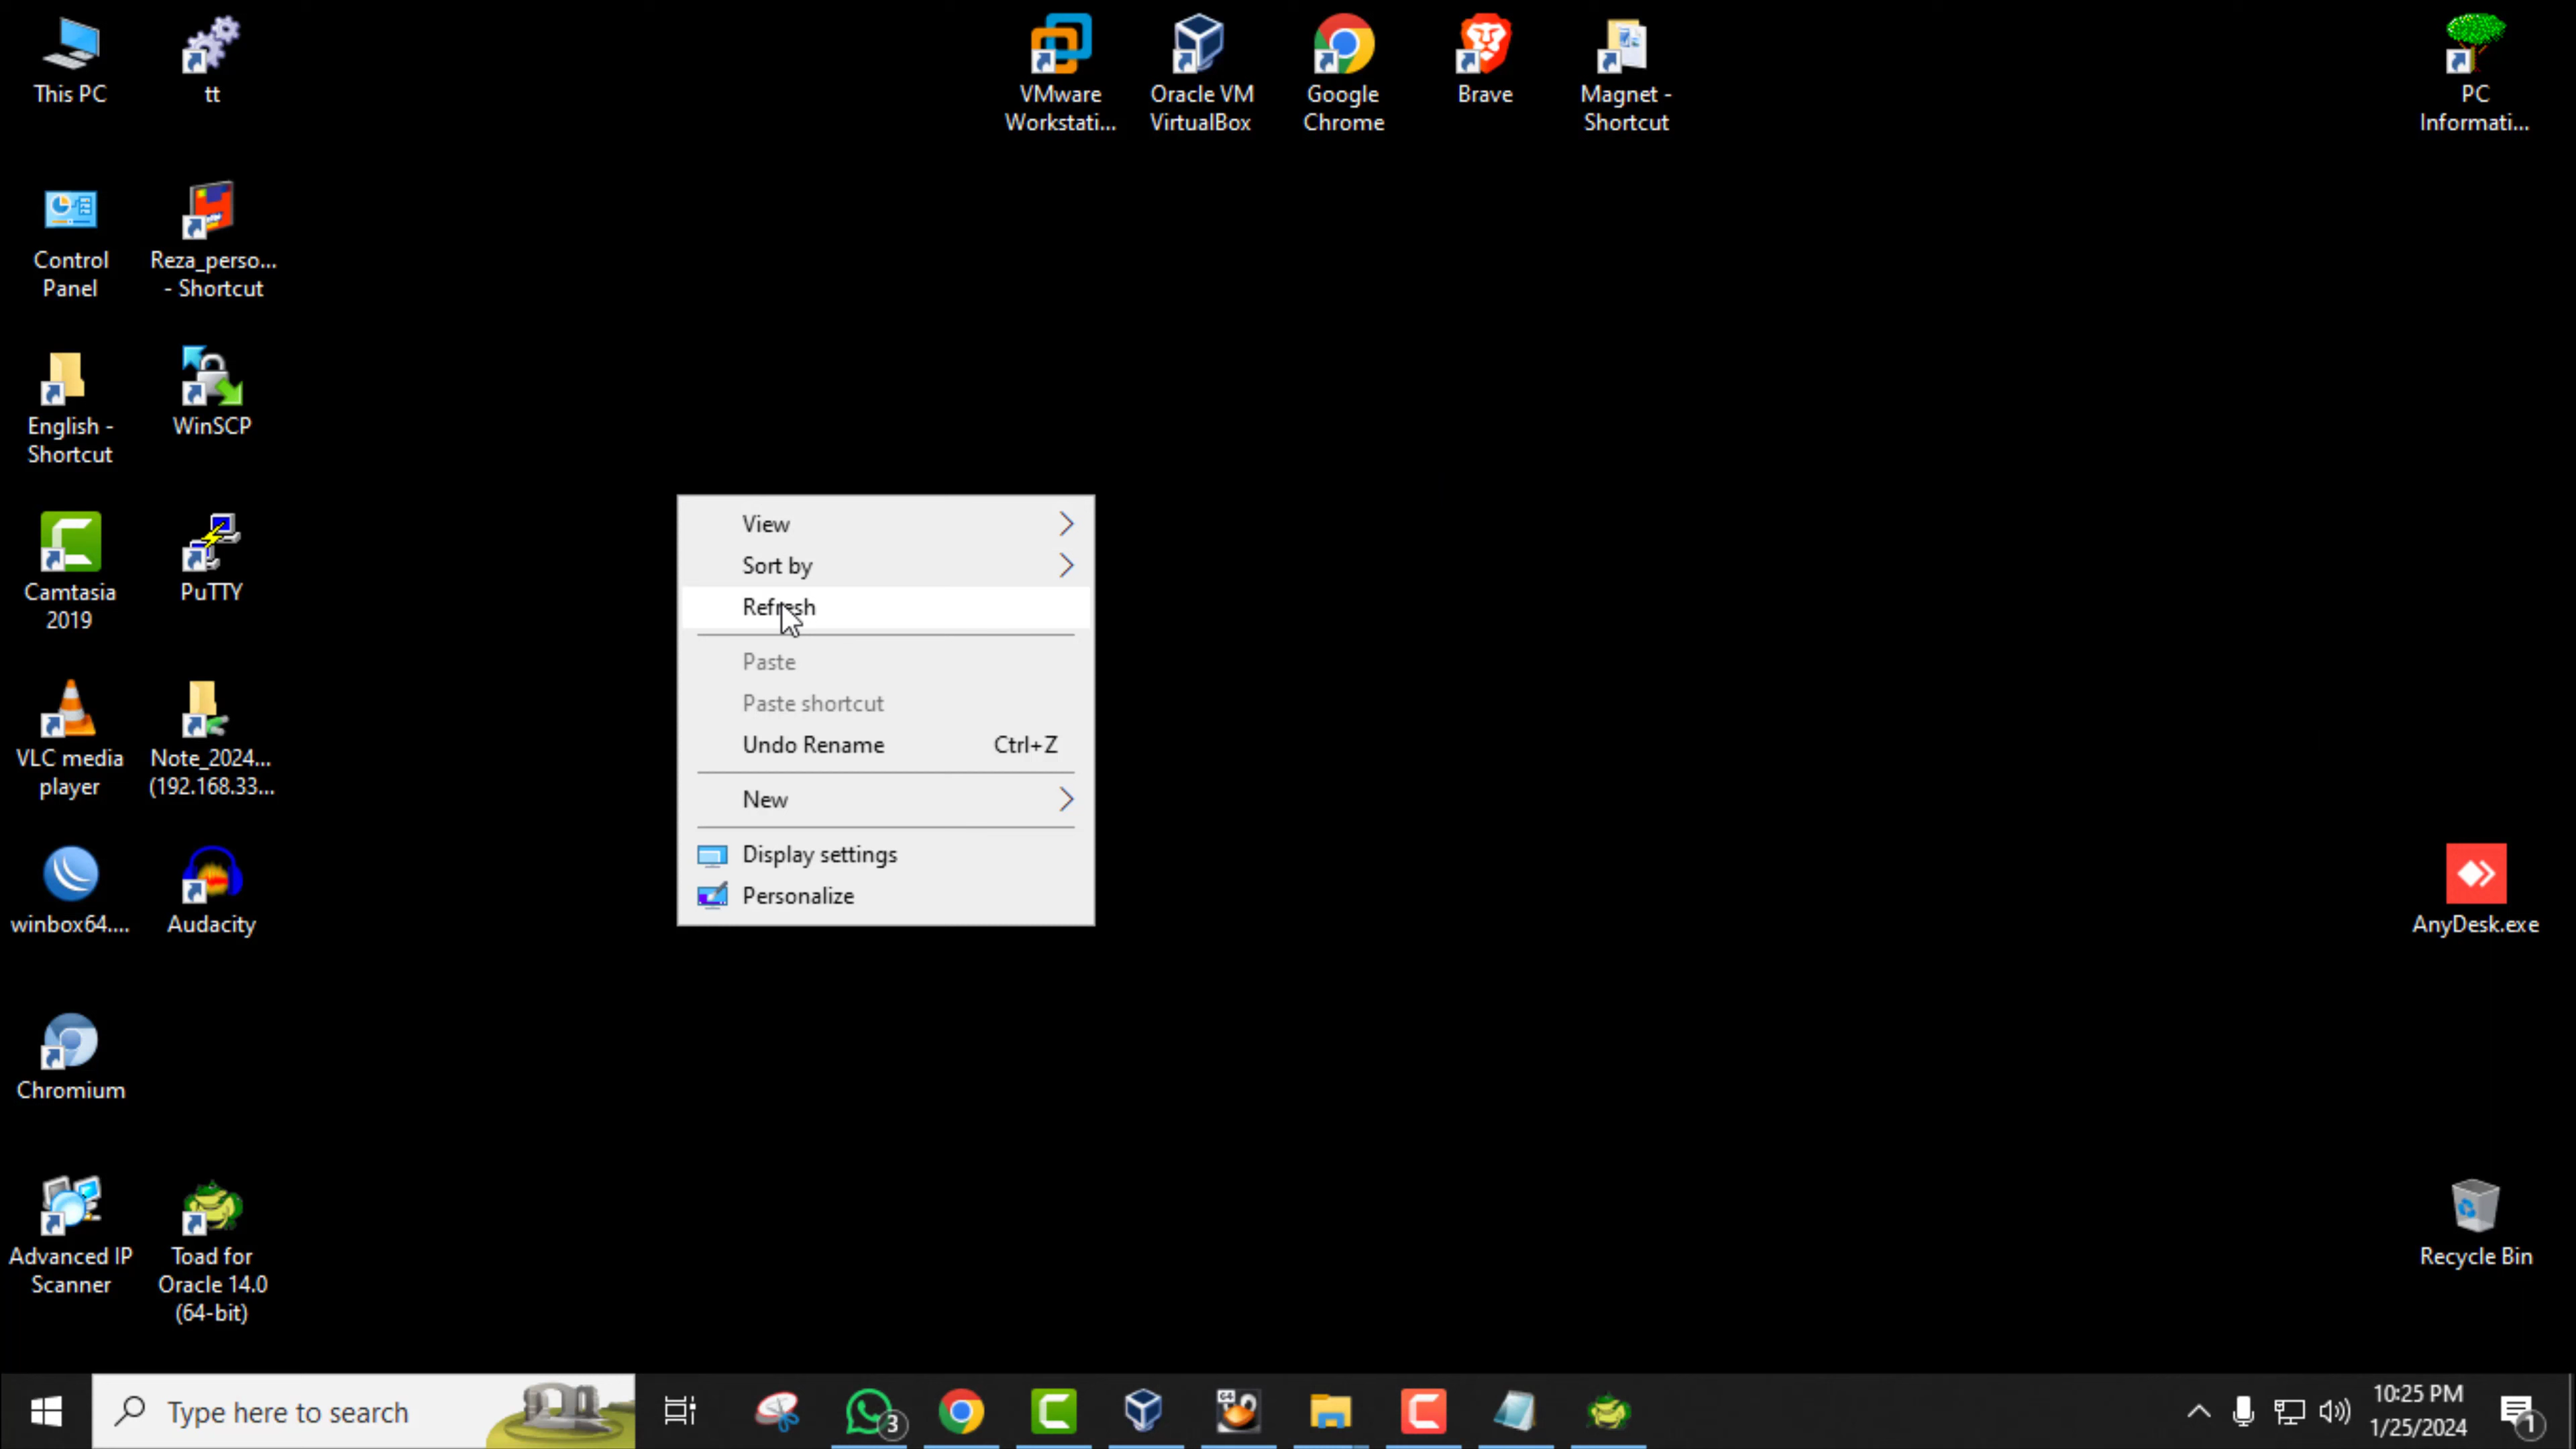 This PC
tt
VMware
Workstati...
Oracle VM
VirtualBox
Google
Chrome
Brave
Magnet -
Shortcut
PC
Informati...
Control
Panel
Reza_perso...
- Shortcut
English -
Shortcut
WinSCP
Camtasia
2019
PuTTY
VLC media
player
Note_2024...
(192.168.33...
winbox64....
Audacity
Chromium
Advanced IP
Scanner
Toad for
Oracle 14.0
(64-bit)
View
Sort by
Refresh
Paste
Paste shortcut
Undo Rename Ctrl+Z
New
Display settings
Personalize
AnyDesk.exe
Recycle Bin
Type here to search
3
64
10:25 PM
1/25/2024
1